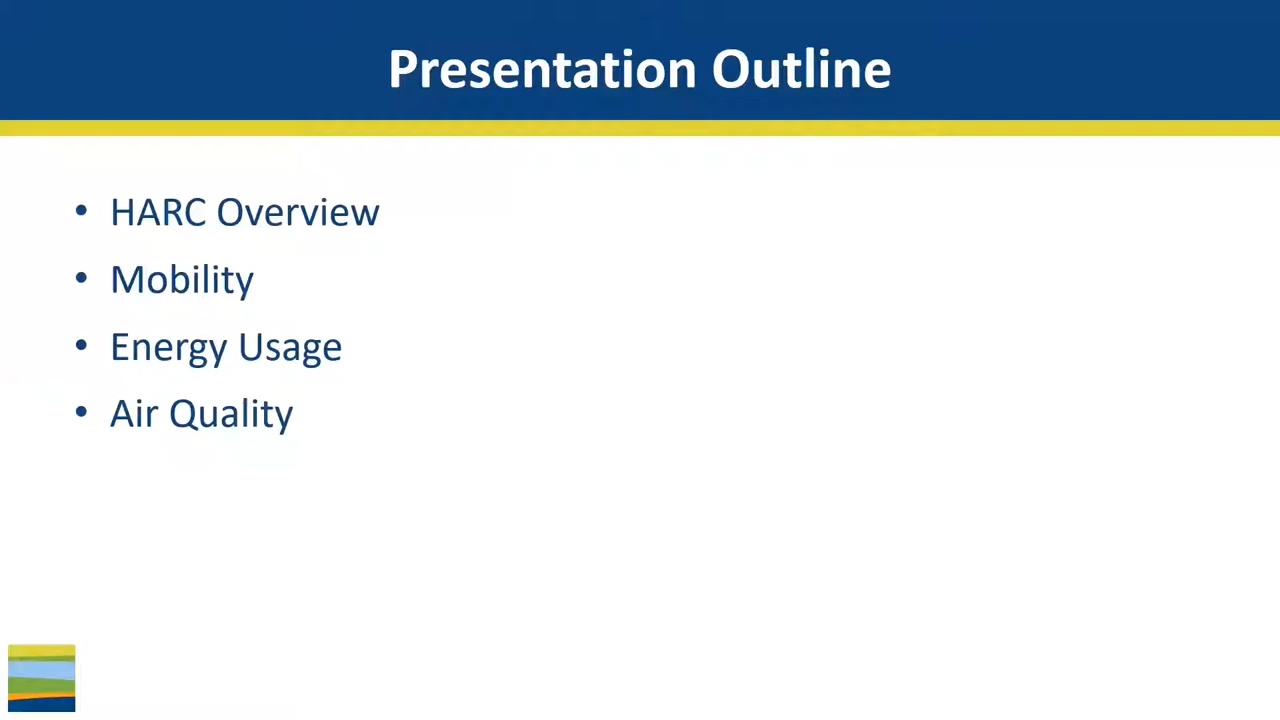 Presentation Outline
• HARC Overview
• Mobility
• Energy Usage
• Air Quality